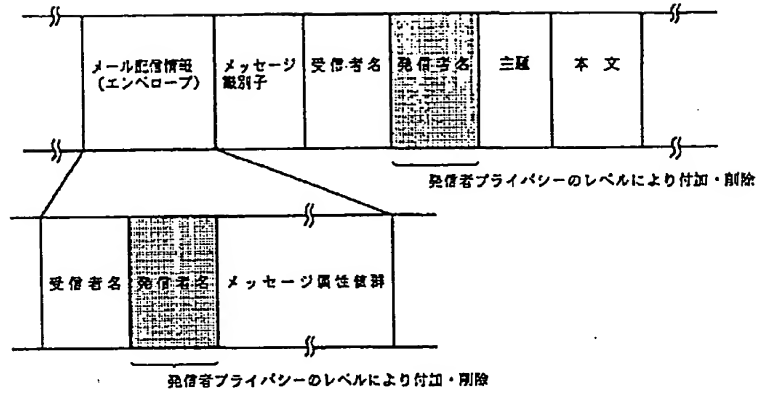 メール配信情報
(エンベロープ)
メッセージ
識別子
受信者名
発信者名
主題
本 文
発信者プライバシーのレベルにより付加・削除
受信者名
発信者名
メッセージ属性値群
発信者プライバシーのレベルにより付加・削除